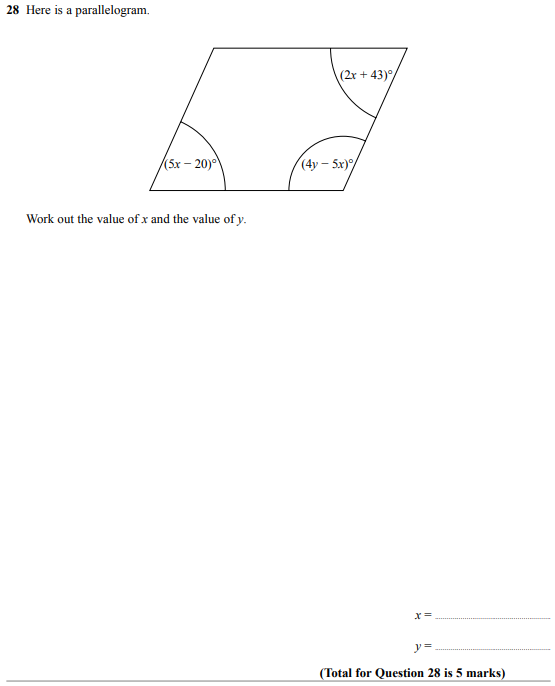 28 Here is a parallelogram.
(2x + 43)°
(5x − 20)°
(4y − 5x)°
Work out the value of x and the value of y.
x = ........................................
y = ........................................
(Total for Question 28 is 5 marks)